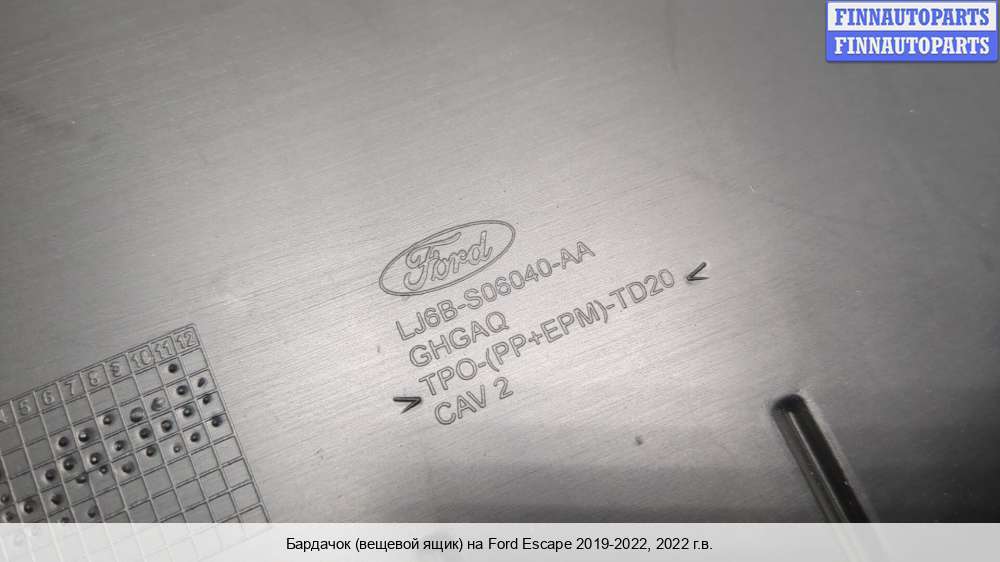 FINNAUTOPARTS
FINNAUTOPARTS
Ford
LJ6B-S06040-AA
GHGAQ
>TPO-(PP+EPM)-TD20<
CAV 2
4 5 6 7 8 9 10 11 12
Бардачок (вещевой ящик) на Ford Escape 2019-2022, 2022 г.в.